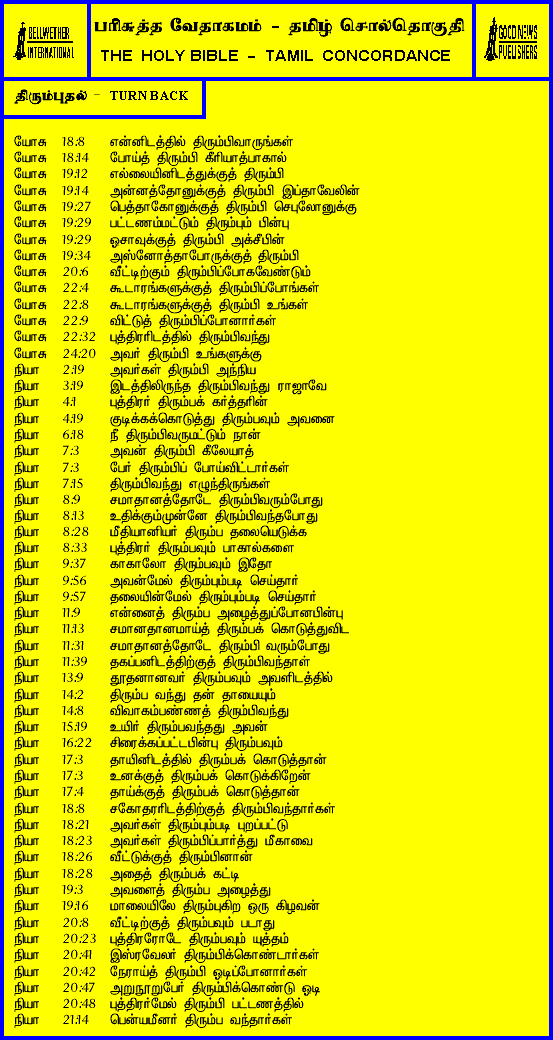 BELLWETHER
INTERNATIONAL
பரிசுத்த வேதாகமம் - தமிழ் சொல்தொகுதி
THE HOLY BIBLE - TAMIL CONCORDANCE
GOOD NEWS
PUBLISHERS
திரும்புதல் - TURN BACK
யோசு 18:8 என்னிடத்தில் திரும்பிவாருங்கள்
யோசு 18:14 போய்த் திரும்பி கீரியாத்பாகால்
யோசு 19:12 எல்லையினிடத்துக்குத் திரும்பி
யோசு 19:14 அன்னத்தோனுக்குத் திரும்பி இப்தாவேலின்
யோசு 19:27 பெத்தாகோனுக்குத் திரும்பி செபுலோனுக்கு
யோசு 19:29 பட்டணம்மட்டும் திரும்பும் பின்பு
யோசு 19:29 ஓசாவுக்குத் திரும்பி அக்சீபின்
யோசு 19:34 அஸ்னோத்தாபோருக்குத் திரும்பி
யோசு 20:6 வீட்டிற்கும் திரும்பிப்போகவேண்டும்
யோசு 22:4 கூடாரங்களுக்குத் திரும்பிப்போங்கள்
யோசு 22:8 கூடாரங்களுக்குத் திரும்பி உங்கள்
யோசு 22:9 விட்டுத் திரும்பிப்போனார்கள்
யோசு 22:32 புத்திரரிடத்தில் திரும்பிவந்து
யோசு 24:20 அவர் திரும்பி உங்களுக்கு
நியா 2:19 அவர்கள் திரும்பி அந்நிய
நியா 3:19 இடத்திலிருந்த திரும்பிவந்து ராஜாவே
நியா 4:1 புத்திரர் திரும்பக் கர்த்தரின்
நியா 4:19 குடிக்கக்கொடுத்து திரும்பவும் அவனை
நியா 6:18 நீ திரும்பிவருமட்டும் நான்
நியா 7:3 அவன் திரும்பி கீலேயாத்
நியா 7:3 பேர் திரும்பிப் போய்விட்டார்கள்
நியா 7:15 திரும்பிவந்து எழுந்திருங்கள்
நியா 8:9 சமாதானத்தோடே திரும்பிவரும்போது
நியா 8:13 உதிக்கும்முன்னே திரும்பிவந்தபோது
நியா 8:28 மீதியானியர் திரும்ப தலையெடுக்க
நியா 8:33 புத்திரர் திரும்பவும் பாகால்களை
நியா 9:37 காகாலோ திரும்பவும் இதோ
நியா 9:56 அவன்மேல் திரும்பும்படி செய்தார்
நியா 9:57 தலையின்மேல் திரும்பும்படி செய்தார்
நியா 11:9 என்னைத் திரும்ப அழைத்துப்போனபின்பு
நியா 11:13 சமானதானமாய்த் திரும்பக் கொடுத்துவிட
நியா 11:31 சமாதானத்தோடே திரும்பி வரும்போது
நியா 11:39 தகப்பனிடத்திற்குத் திரும்பிவந்தாள்
நியா 13:9 தூதனானவர் திரும்பவும் அவளிடத்தில்
நியா 14:2 திரும்ப வந்து தன் தாயையும்
நியா 14:8 விவாகம்பண்ணத் திரும்பிவந்து
நியா 15:19 உயிர் திரும்பவந்தது அவன்
நியா 16:22 சிரைக்கப்பட்டபின்பு திரும்பவும்
நியா 17:3 தாயினிடத்தில் திரும்பக் கொடுத்தான்
நியா 17:3 உனக்குத் திரும்பக் கொடுக்கிறேன்
நியா 17:4 தாய்க்குத் திரும்பக் கொடுத்தான்
நியா 18:8 சகோதரரிடத்திற்குத் திரும்பிவந்தார்கள்
நியா 18:21 அவர்கள் திரும்பும்படி புறப்பட்டு
நியா 18:23 அவர்கள் திரும்பிப்பார்த்து மீகாவை
நியா 18:26 வீட்டுக்குத் திரும்பினான்
நியா 18:28 அதைத் திரும்பக் கட்டி
நியா 19:3 அவளைத் திரும்ப அழைத்து
நியா 19:16 மாலையிலே திரும்புகிற ஒரு கிழவன்
நியா 20:8 வீட்டிற்குத் திரும்பவும் படாது
நியா 20:23 புத்திரரோடே திரும்பவும் யுத்தம்
நியா 20:41 இஸ்ரவேலர் திரும்பிக்கொண்டார்கள்
நியா 20:42 நேராய்த் திரும்பி ஓடிப்போனார்கள்
நியா 20:47 அறுநூறுபேர் திரும்பிக்கொண்டு ஓடி
நியா 20:48 புத்திரர்மேல் திரும்பி பட்டணத்தில்
நியா 21:14 பென்யமீனர் திரும்ப வந்தார்கள்